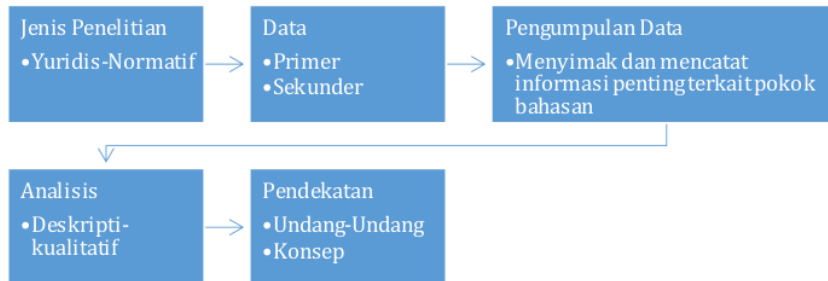 Jenis Penelitian
•Yuridis-Normatif
Data
•Primer
•Sekunder
Pengumpulan Data
•Menyimak dan mencatat
informasi penting terkait pokok
bahasan
Analisis
•Deskripti-
kualitatif
Pendekatan
•Undang-Undang
•Konsep